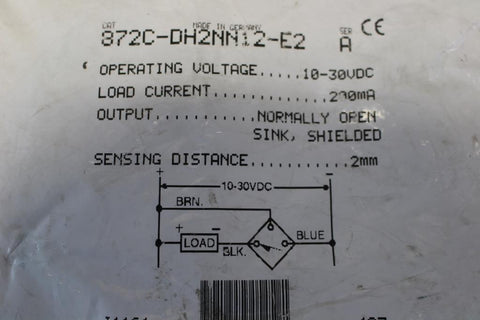 CAT MADE IN GERMANY SER CE
872C-DH2NN12-E2 A
OPERATING VOLTAGE.....10-30VDC
LOAD CURRENT...........200mA
OUTPUT............NORMALLY OPEN
SINK, SHIELDED
SENSING DISTANCE..........2mm
+ 10-30VDC −
BRN.
+ −
LOAD BLK. BLUE